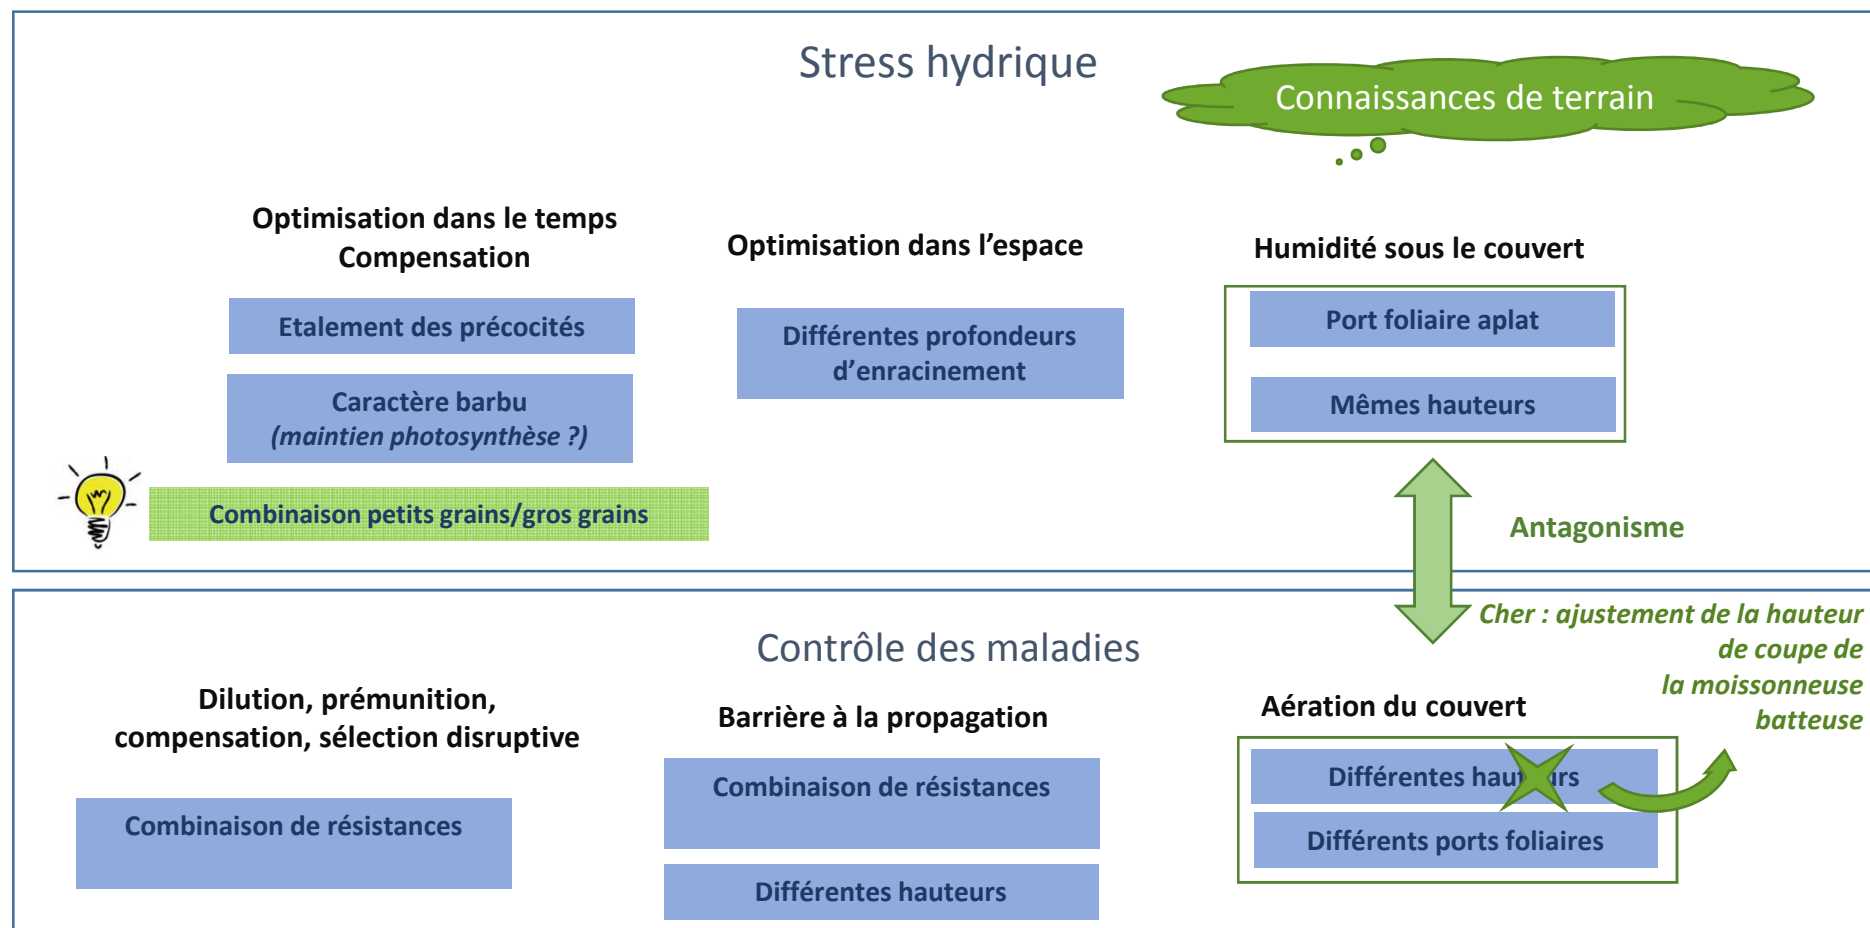 Stress hydrique
Connaissances de terrain
Optimisation dans le temps
Compensation
Etalement des précocités
Caractère barbu
(maintien photosynthèse ?)
Combinaison petits grains/gros grains
Optimisation dans l'espace
Différentes profondeurs
d'enracinement
Humidité sous le couvert
Port foliaire aplat
Mêmes hauteurs
Antagonisme
Contrôle des maladies
Cher : ajustement de la hauteur
de coupe de
la moissonneuse
batteuse
Dilution, prémunition,
compensation, sélection disruptive
Combinaison de résistances
Barrière à la propagation
Combinaison de résistances
Différentes hauteurs
Aération du couvert
Différentes hauteurs
Différents ports foliaires